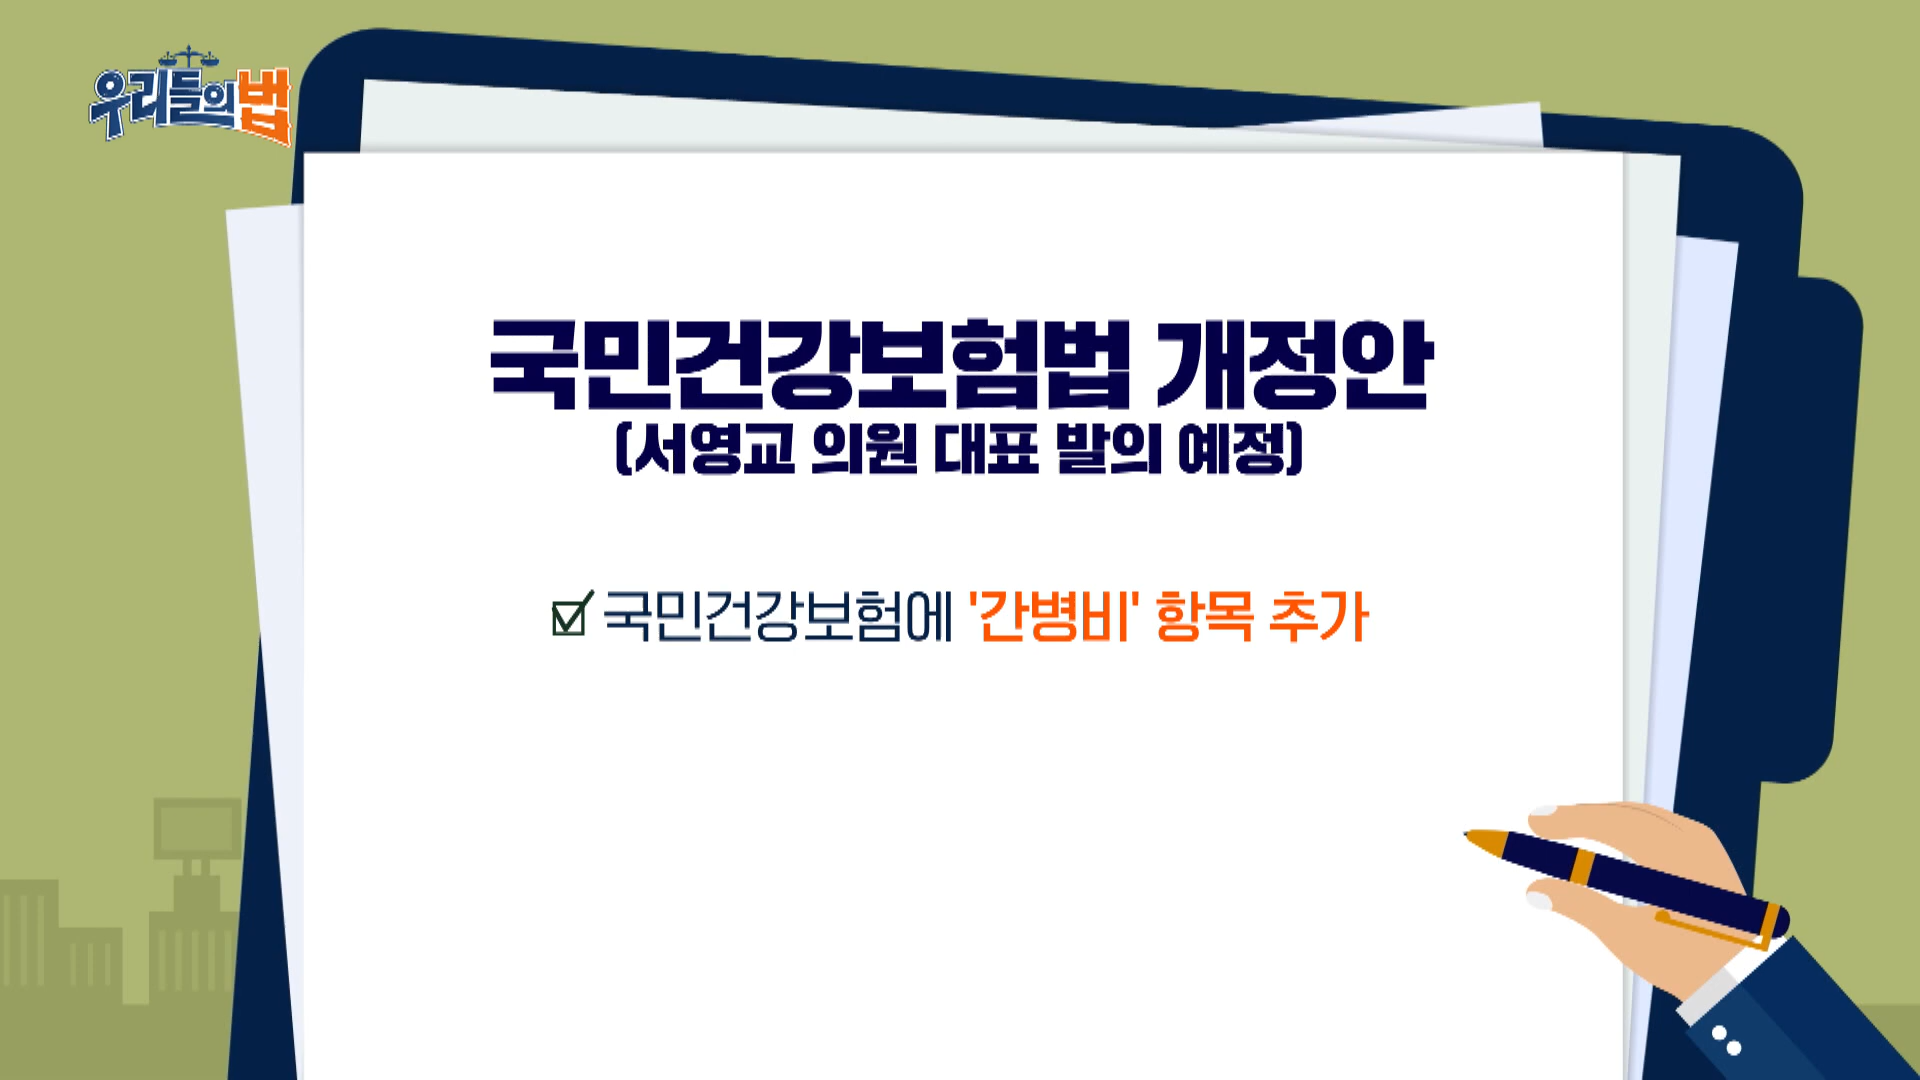 우리들의법
국민건강보험법 개정안
(서영교 의원 대표 발의 예정)
국민건강보험에 '간병비' 항목 추가